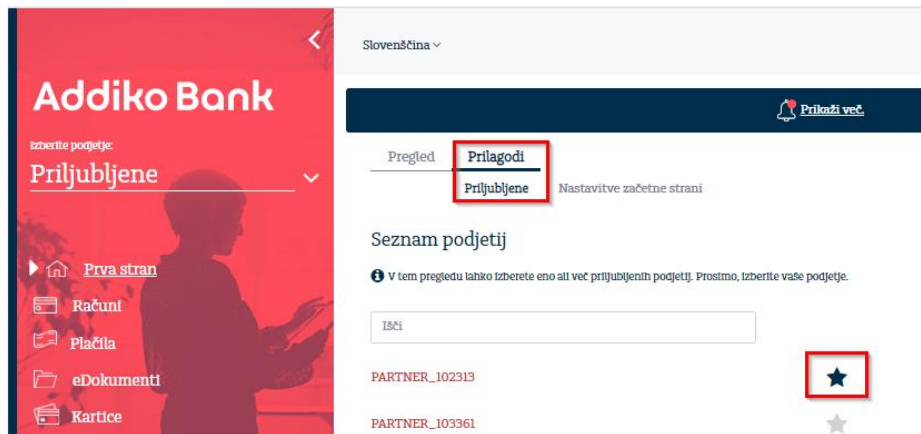 Slovenščina
Addiko Bank
Prikaži več.
Izberite podjetje:
Priljubljene
Pregled
Prilagodi
Priljubljene
Nastavitve začetne strani
Seznam podjetij
V tem pregledu lahko izberete eno ali več priljubljenih podjetij. Prosimo, izberite vaše podjetje.
Prva stran
Računi
Plačila
eDokumenti
Kartice
Išči
PARTNER_102313
PARTNER_103361